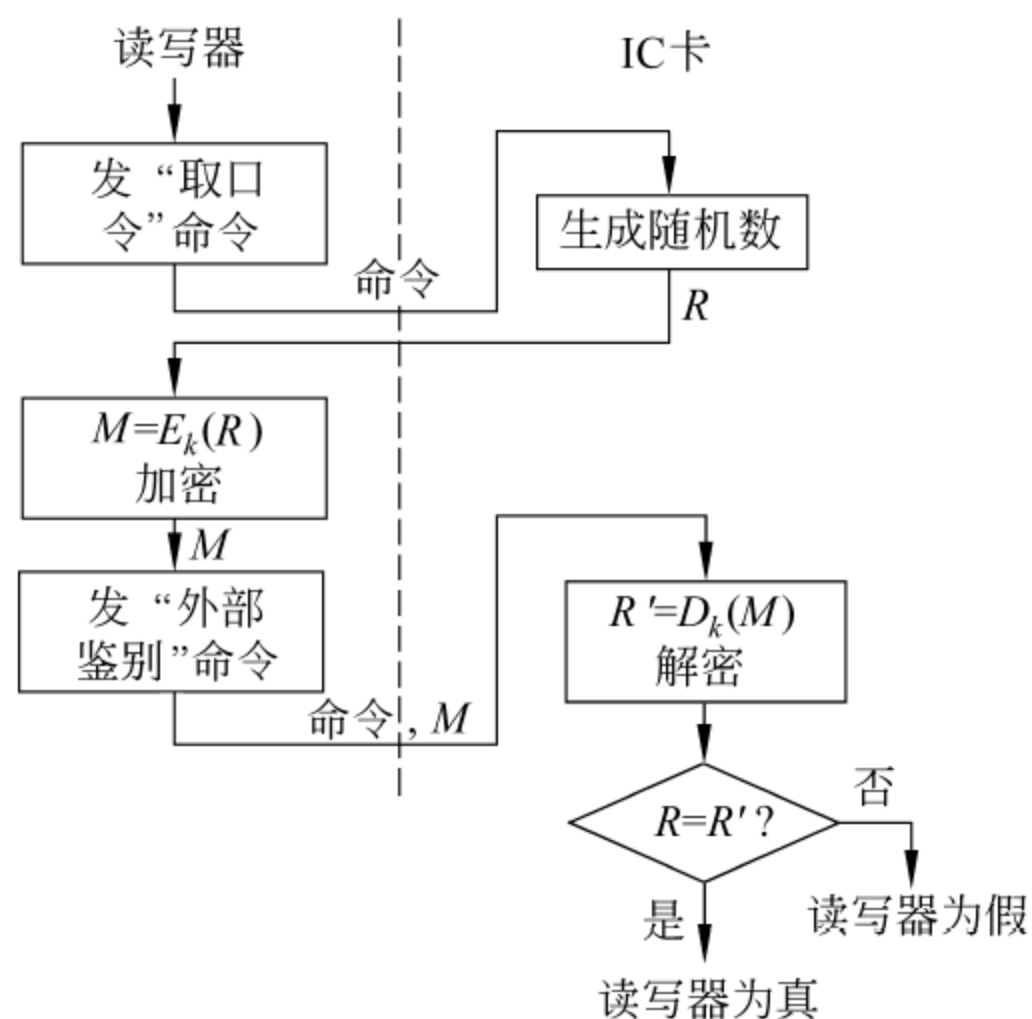 读写器
IC卡
发 “取口
令”命令
生成随机数
命令
R
M=Eₖ(R)
加密
M
发 “外部
鉴别”命令
R′=Dₖ(M)
解密
命令, M
R=R′?
否
是
读写器为假
读写器为真